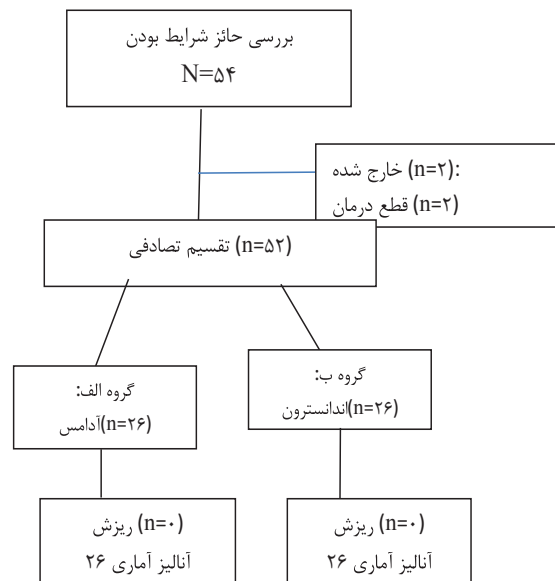 بررسی حائز شرایط بودن
N=۵۴
خارج شده (n=۲):
قطع درمان (n=۲)
تقسیم تصادفی (n=۵۲)
گروه الف:
آدامس(n=۲۶)
گروه ب:
اندانسترون(n=۲۶)
ریزش (n=۰)
آنالیز آماری ۲۶
ریزش (n=۰)
آنالیز آماری ۲۶